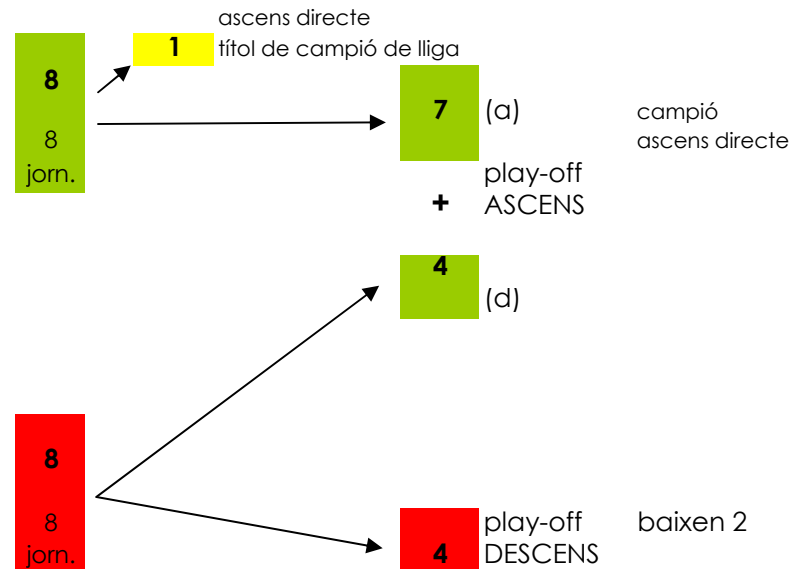 ascens directe
1 títol de campió de lliga
8
8
jorn.
7 (a)
campió
ascens directe
play-off
+ ASCENS
4
(d)
8
8
jorn.
4
play-off
DESCENS
baixen 2